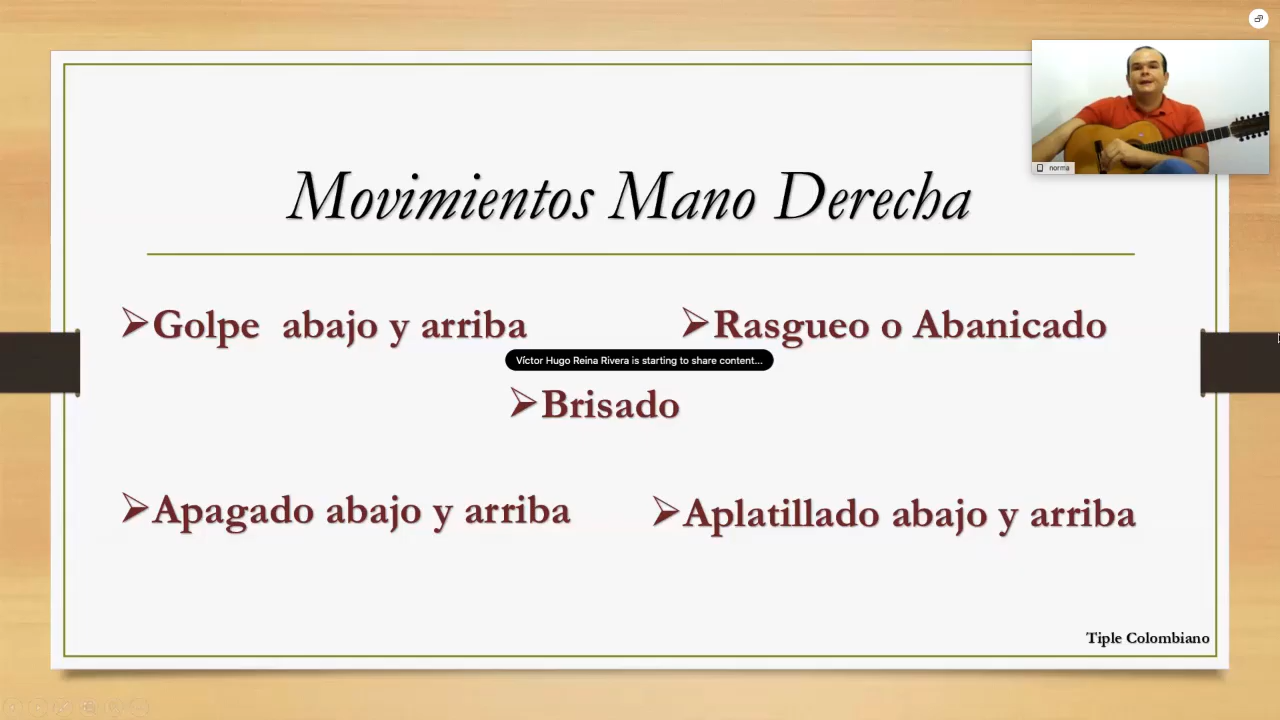 norma
Movimientos Mano Derecha
➢Golpe  abajo y arriba
➢Rasgueo o Abanicado
Víctor Hugo Reina Rivera is starting to share content...
➢Brisado
➢Apagado abajo y arriba
➢Aplatillado abajo y arriba
Tiple Colombiano